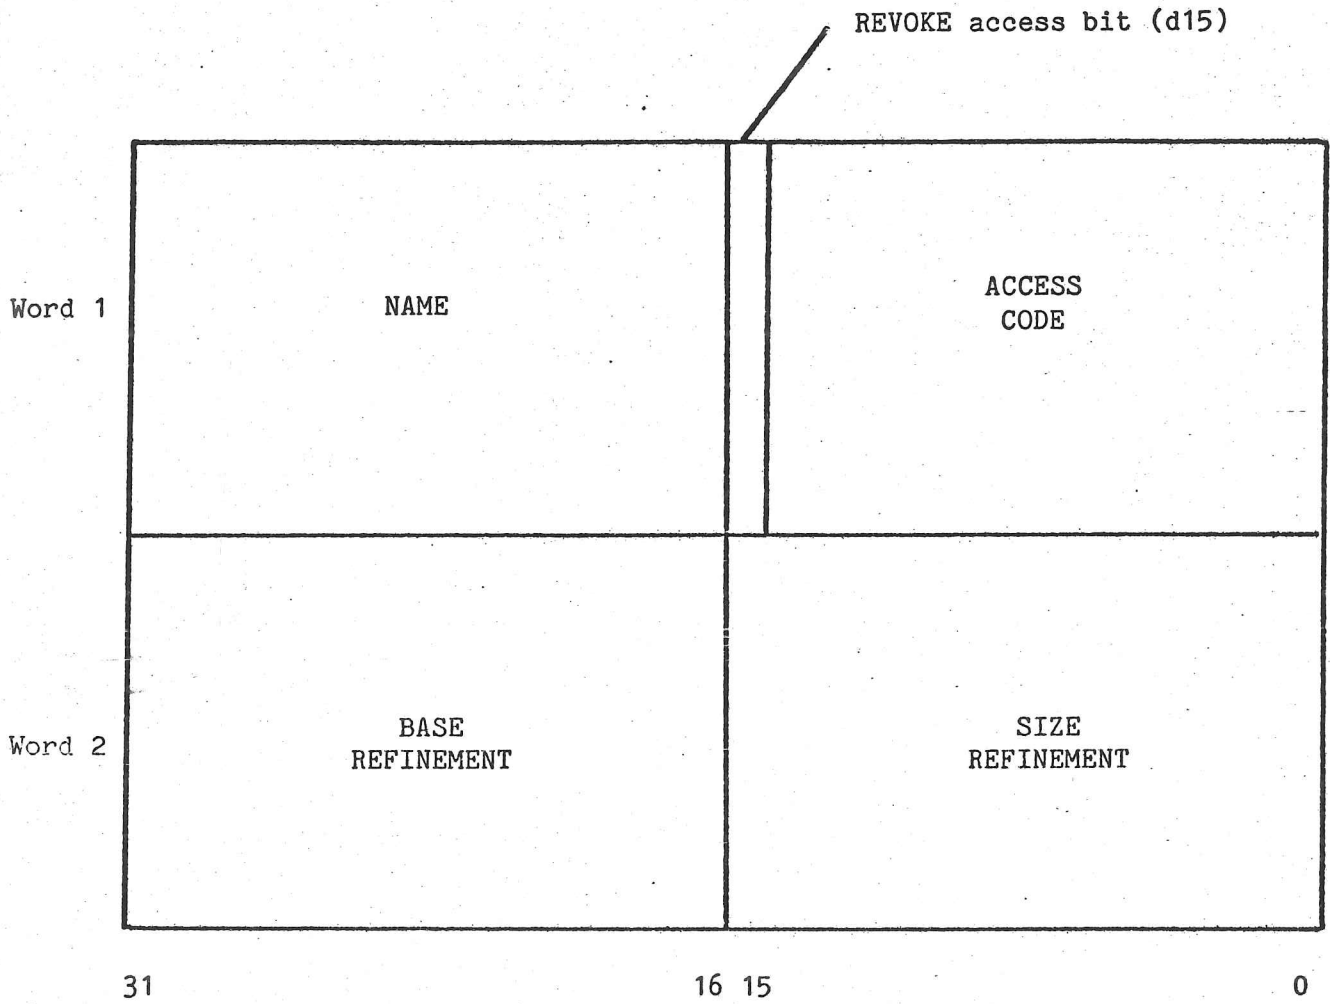 REVOKE access bit (d15)
Word 1
NAME
ACCESS
CODE
Word 2
BASE
REFINEMENT
SIZE
REFINEMENT
31
16 15
0